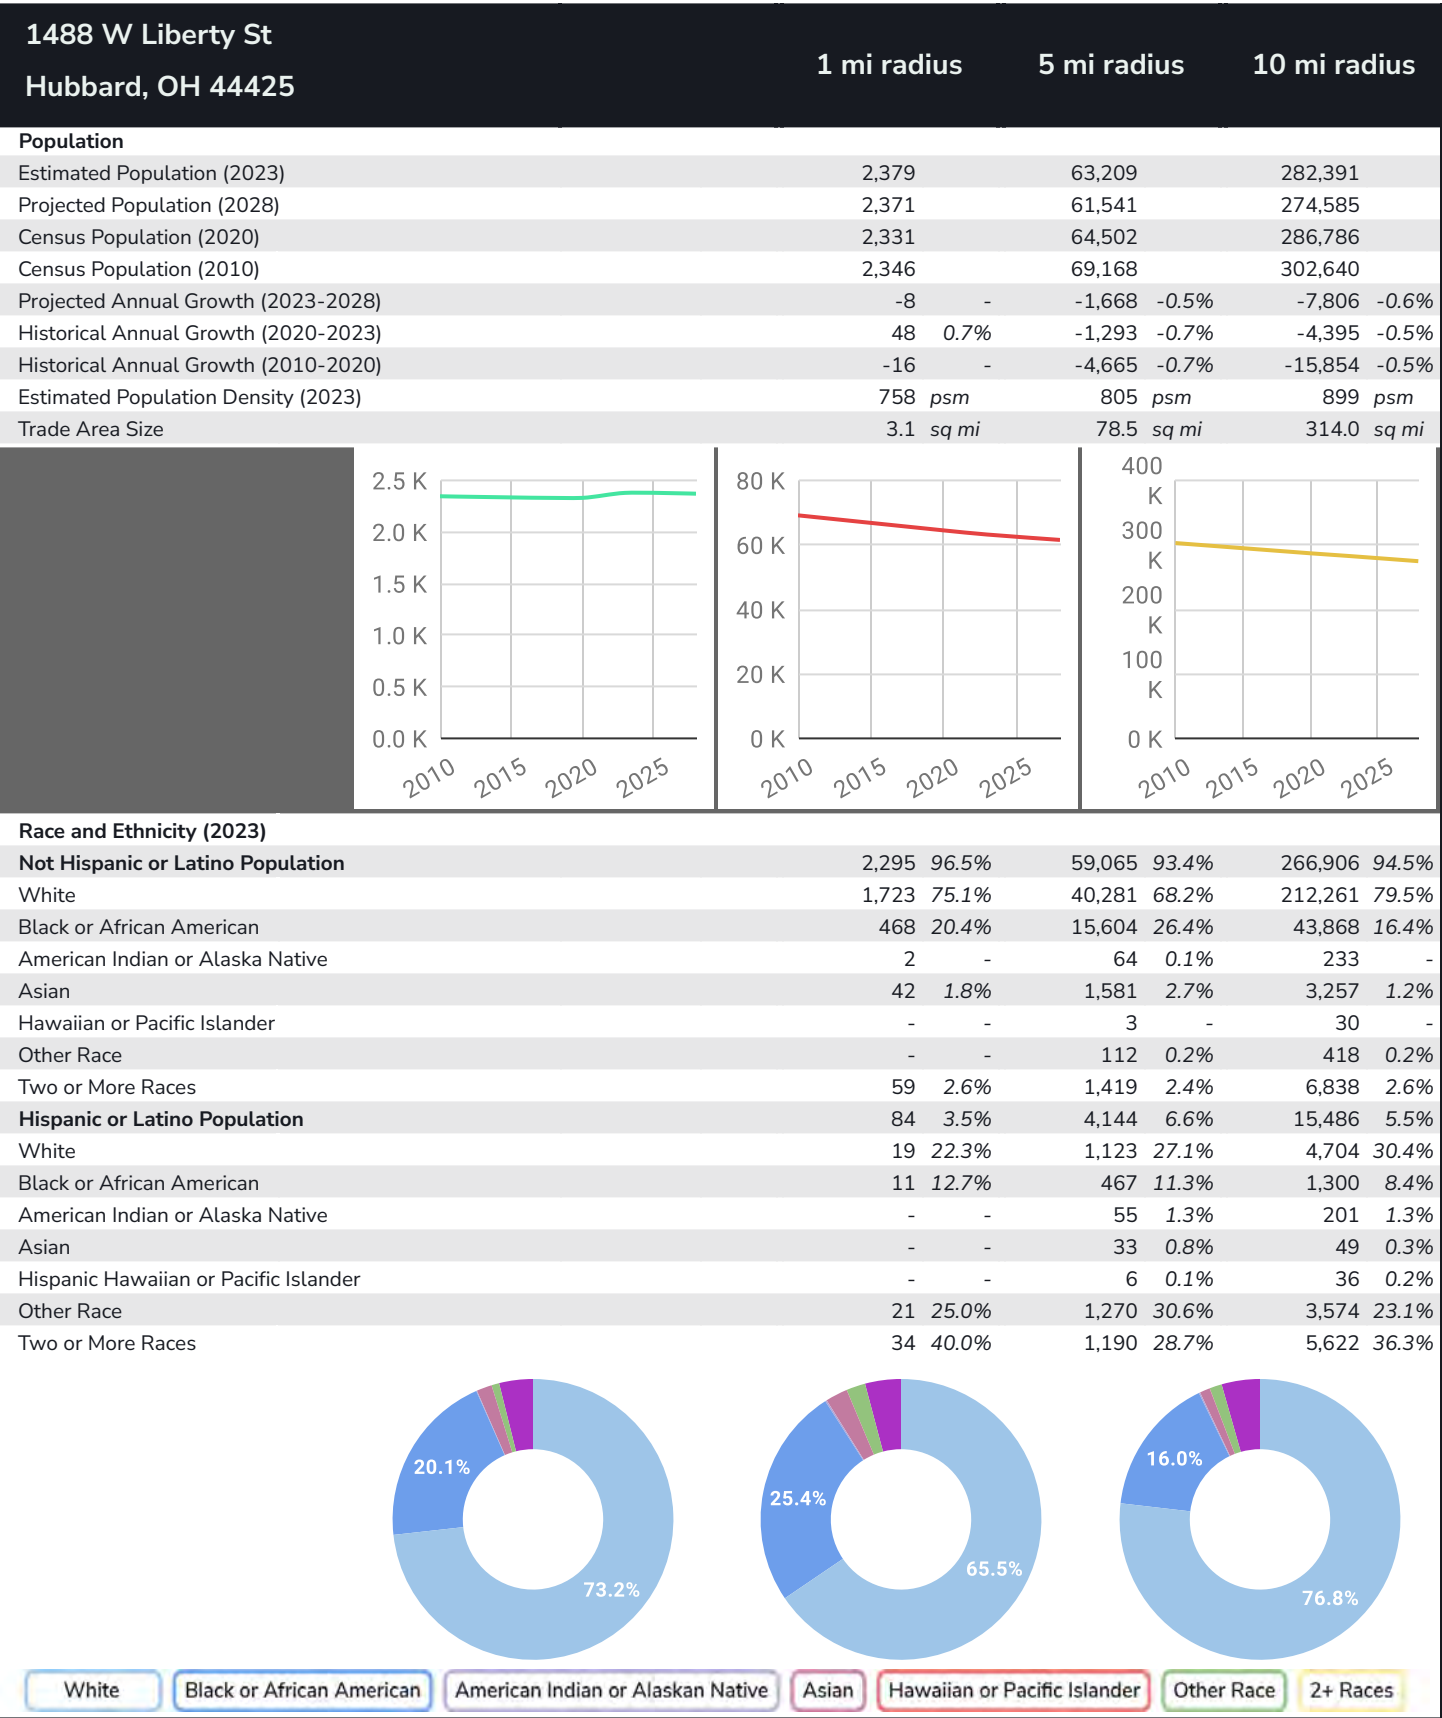 1488 W Liberty St
Hubbard, OH 44425
1 mi radius 5 mi radius 10 mi radius
Population
Estimated Population (2023) 2,379 63,209 282,391
Projected Population (2028) 2,371 61,541 274,585
Census Population (2020) 2,331 64,502 286,786
Census Population (2010) 2,346 69,168 302,640
Projected Annual Growth (2023-2028) -8 - -1,668 -0.5% -7,806 -0.6%
Historical Annual Growth (2020-2023) 48 0.7% -1,293 -0.7% -4,395 -0.5%
Historical Annual Growth (2010-2020) -16 - -4,665 -0.7% -15,854 -0.5%
Estimated Population Density (2023) 758 psm 805 psm 899 psm
Trade Area Size 3.1 sq mi 78.5 sq mi 314.0 sq mi
2.5 K
2.0 K
1.5 K
1.0 K
0.5 K
0.0 K
2010 2015 2020 2025
80 K
60 K
40 K
20 K
0 K
2010 2015 2020 2025
400
K
300
K
200
K
100
K
0 K
2010 2015 2020 2025
Race and Ethnicity (2023)
Not Hispanic or Latino Population 2,295 96.5% 59,065 93.4% 266,906 94.5%
White 1,723 75.1% 40,281 68.2% 212,261 79.5%
Black or African American 468 20.4% 15,604 26.4% 43,868 16.4%
American Indian or Alaska Native 2 - 64 0.1% 233 -
Asian 42 1.8% 1,581 2.7% 3,257 1.2%
Hawaiian or Pacific Islander - - 3 - 30 -
Other Race - - 112 0.2% 418 0.2%
Two or More Races 59 2.6% 1,419 2.4% 6,838 2.6%
Hispanic or Latino Population 84 3.5% 4,144 6.6% 15,486 5.5%
White 19 22.3% 1,123 27.1% 4,704 30.4%
Black or African American 11 12.7% 467 11.3% 1,300 8.4%
American Indian or Alaska Native - - 55 1.3% 201 1.3%
Asian - - 33 0.8% 49 0.3%
Hispanic Hawaiian or Pacific Islander - - 6 0.1% 36 0.2%
Other Race 21 25.0% 1,270 30.6% 3,574 23.1%
Two or More Races 34 40.0% 1,190 28.7% 5,622 36.3%
20.1%
73.2%
25.4%
65.5%
16.0%
76.8%
White Black or African American American Indian or Alaskan Native Asian Hawaiian or Pacific Islander Other Race 2+ Races